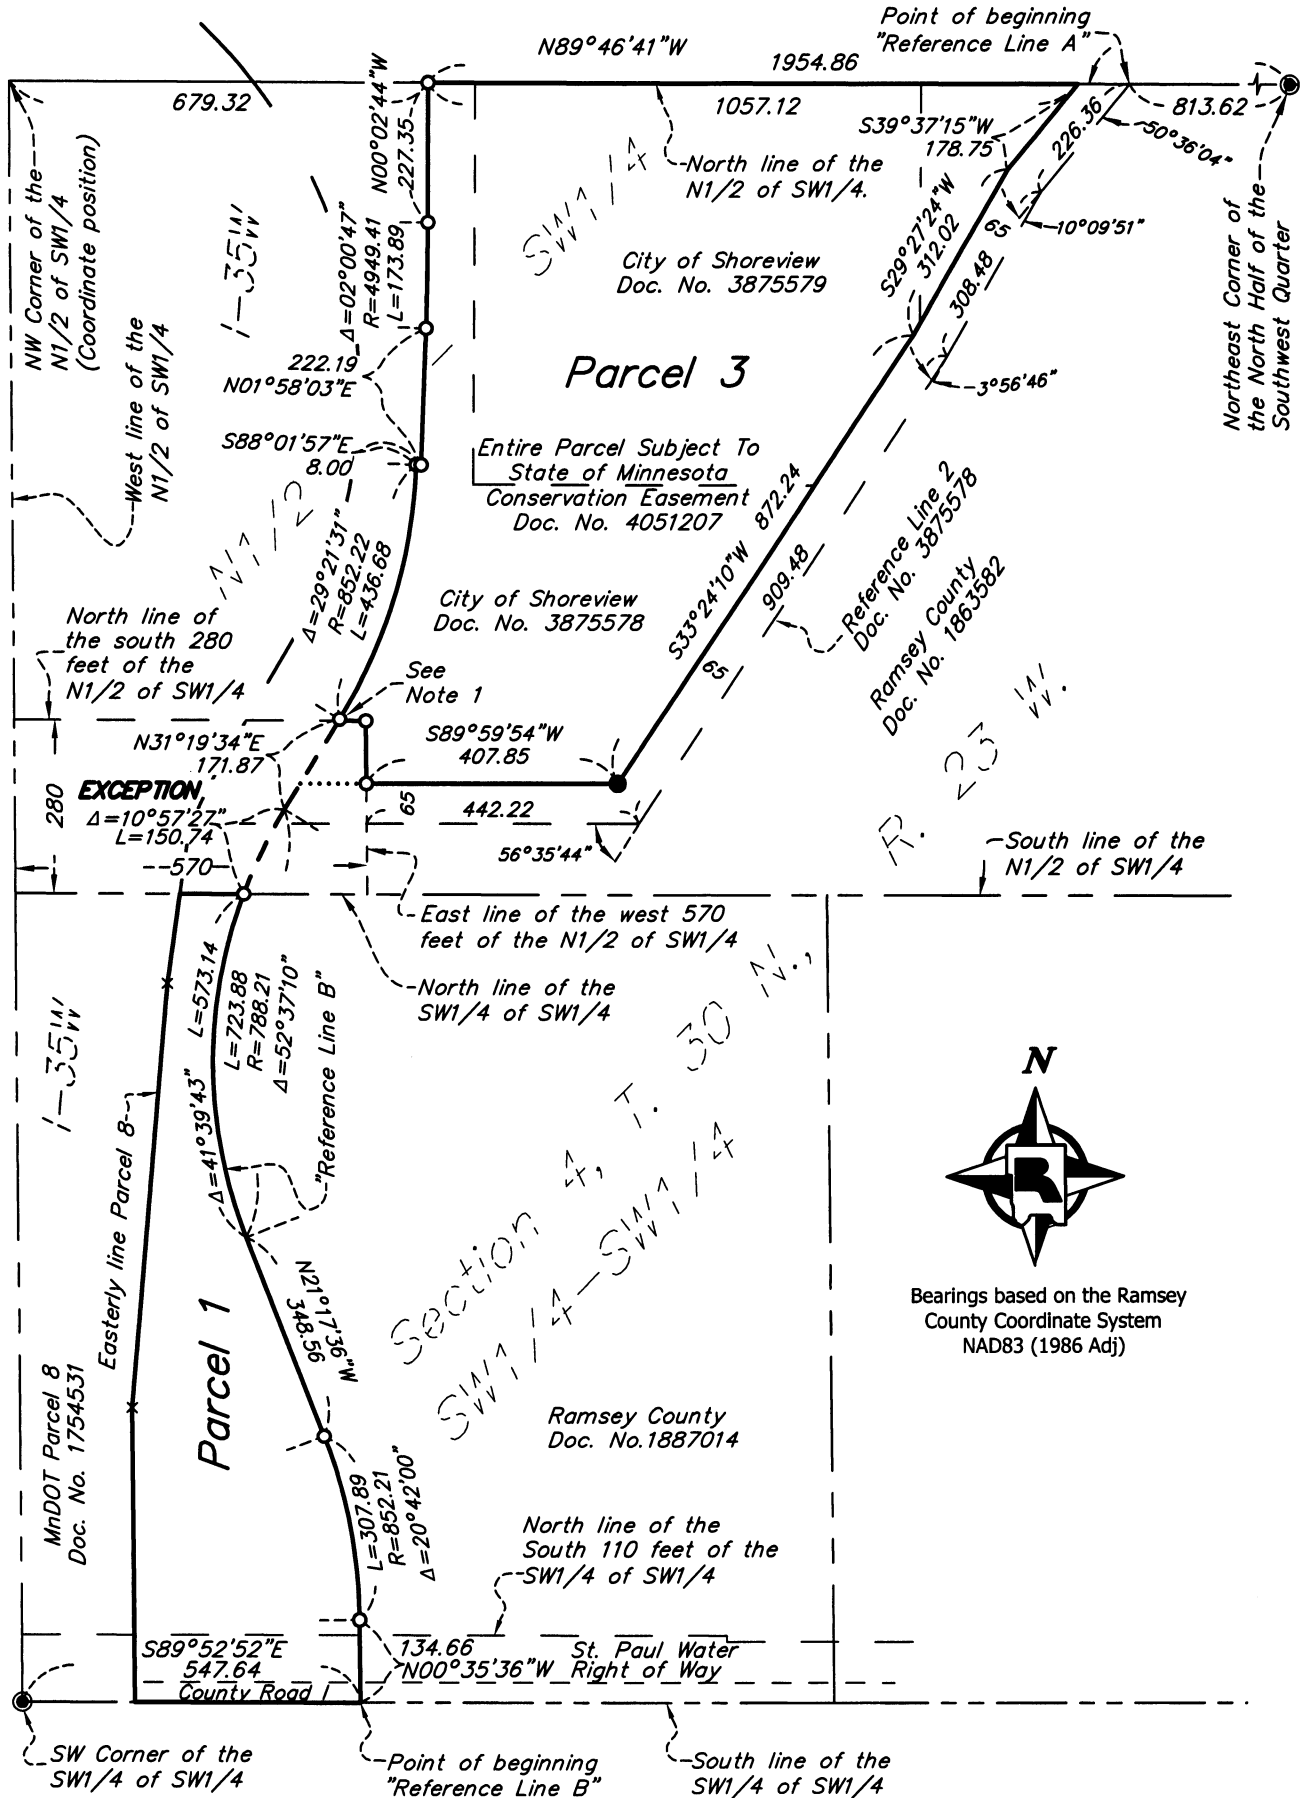 Point of beginning
"Reference Line A"
N89°46'41"W
1954.86
679.32
1057.12
813.62
N00°02'44"W
227.35
S39°37'15"W
178.75
226.36
50°36'04"
North line of the
N1/2 of SW1/4.
NW Corner of the
N1/2 of SW1/4
(Coordinate position)
I-35W
SW1/4
Δ=02°00'47"
R=4949.41
L=173.89
S29°27'24"W
312.02
65
10°09'51"
308.48
Northeast Corner of
the North Half of the
Southwest Quarter
City of Shoreview
Doc. No. 3875579
West line of the
N1/2 of SW1/4
222.19
N01°58'03"E
Parcel 3
3°56'46"
S88°01'57"E
8.00
Entire Parcel Subject To
State of Minnesota
Conservation Easement
Doc. No. 4051207
N1/2
Δ=29°21'31"
R=852.22
L=436.68
S33°24'10"W 872.24
909.48
65
Reference Line 2
Doc. No. 3875578
Ramsey County
Doc. No. 1863582
City of Shoreview
Doc. No. 3875578
North line of
the south 280
feet of the
N1/2 of SW1/4
See
Note 1
R. 23 W.
N31°19'34"E
171.87
S89°59'54"W
407.85
EXCEPTION
280
Δ=10°57'27"
L=150.74
65
442.22
56°35'44"
570
South line of the
N1/2 of SW1/4
East line of the west 570
feet of the N1/2 of SW1/4
North line of the
SW1/4 of SW1/4
L=573.14
L=723.88
R=788.21
Δ=52°37'10"
"Reference Line B"
I-35W
Δ=41°39'43"
Easterly line Parcel 8
Section 4, T. 30 N.,
SW1/4-SW1/4
N
R
Bearings based on the Ramsey
County Coordinate System
NAD83 (1986 Adj)
N21°17'36"W
348.56
Parcel 1
MnDOT Parcel 8
Doc. No. 1754531
Ramsey County
Doc. No.1887014
L=307.89
R=852.21
Δ=20°42'00"
North line of the
South 110 feet of the
SW1/4 of SW1/4
S89°52'52"E
547.64
134.66
N00°35'36"W
St. Paul Water
Right of Way
County Road I
SW Corner of the
SW1/4 of SW1/4
Point of beginning
"Reference Line B"
South line of the
SW1/4 of SW1/4